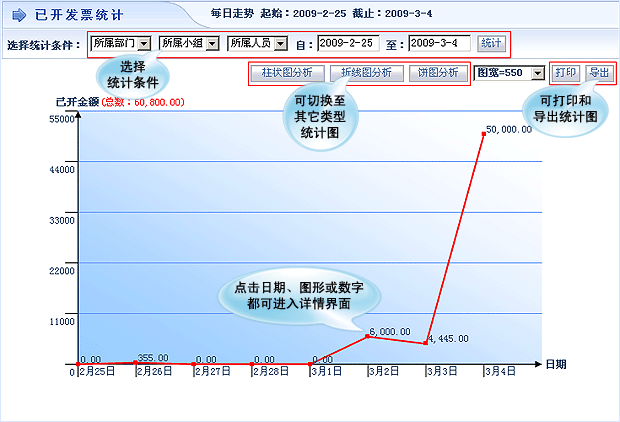 已开发票统计 每日走势 起始：2009-2-25 截止：2009-3-4
选择统计条件： 所属部门 所属小组 所属人员 自： 2009-2-25 至： 2009-3-4 统计
选择
统计条件
柱状图分析 折线图分析 饼图分析 图宽=550 打印 导出
可切换至
其它类型
统计图
可打印和
导出统计图
已开金额(总数：60,800.00)
55000
50,000.00
44000
33000
22000
点击日期、图形或数字
都可进入详情界面
11000
6,000.00
4,445.00
0.00 355.00 0.00 0.00 0.00
日期
0 2月25日 2月26日 2月27日 2月28日 3月1日 3月2日 3月3日 3月4日